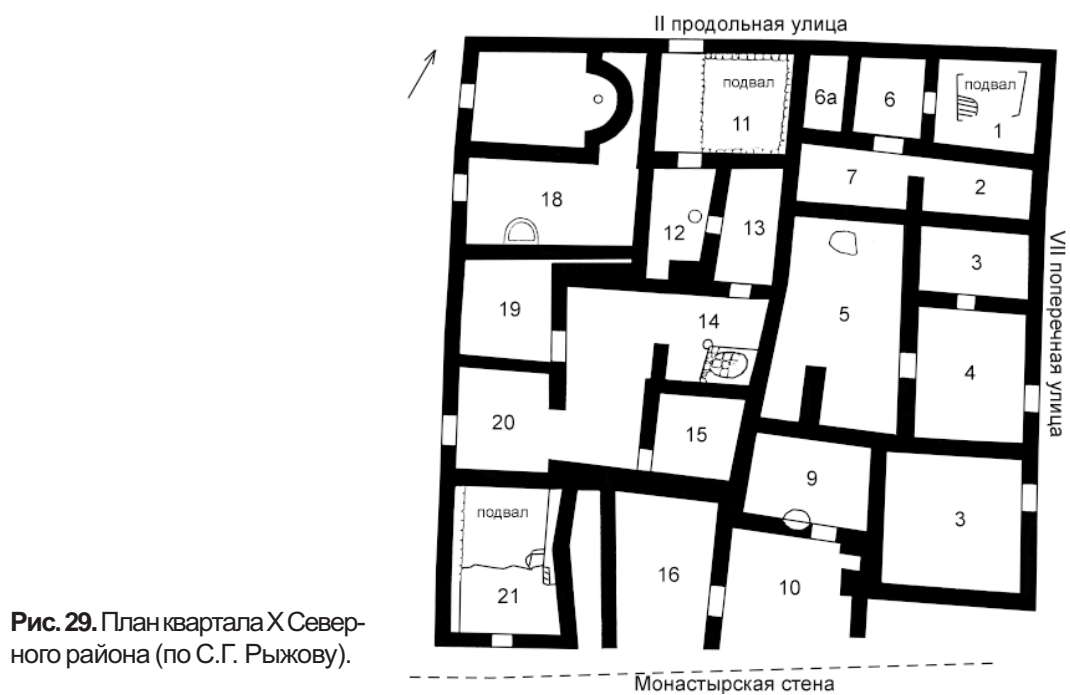 II продольная улица
подвал
6а
6
подвал
11
1
7
2
18
12
13
3
19
14
5
4
20
15
9
3
подвал
21
16
10
VII поперечная улица
Рис. 29. План квартала X Север-
ного района (по С.Г. Рыжову).
Монастырская стена